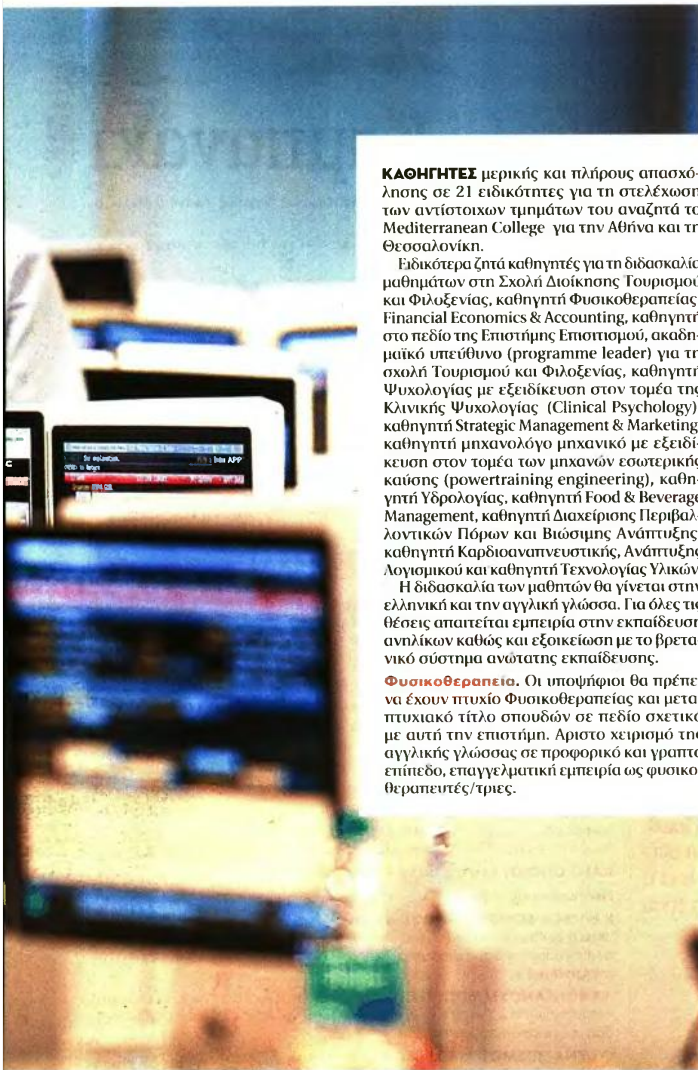 ΚΑΘΗΓΗΤΕΣ μερικής και πλήρους απασχό-
λησης σε 21 ειδικότητες για τη στελέχωση
των αντίστοιχων τμημάτων του αναζητά το
Mediterranean College για την Αθήνα και τη
Θεσσαλονίκη.
Ειδικότερα ζητά καθηγητές για τη διδασκαλία
μαθημάτων στη Σχολή Διοίκησης Τουρισμού
και Φιλοξενίας, καθηγητή Φυσικοθεραπείας
Financial Economics & Accounting, καθηγητή
στο πεδίο της Επιστήμης Επισιτισμού, ακαδη-
μαϊκό υπεύθυνο (programme leader) για τη
σχολή Τουρισμού και Φιλοξενίας, καθηγητή
Ψυχολογίας με εξειδίκευση στον τομέα της
Κλινικής Ψυχολογίας (Clinical Psychology)
καθηγητή Strategic Management & Marketing
καθηγητή μηχανολόγο μηχανικό με εξειδί-
κευση στον τομέα των μηχανών εσωτερικής
καύσης (powertraining engineering), καθη-
γητή Υδρολογίας, καθηγητή Food & Beverage
Management, καθηγητή Διαχείρισης Περιβαλ-
λοντικών Πόρων και Βιώσιμης Ανάπτυξης
καθηγητή Καρδιοαναπνευστικής, Ανάπτυξης
Λογισμικού και καθηγητή Τεχνολογίας Υλικών
Η διδασκαλία των μαθητών θα γίνεται στην
ελληνική και την αγγλική γλώσσα. Για όλες τις
θέσεις απαιτείται εμπειρία στην εκπαίδευση
ανηλίκων καθώς και εξοικείωση με το βρετα-
νικό σύστημα ανώτατης εκπαίδευσης.
Φυσικοθεραπεία. Οι υποψήφιοι θα πρέπε
να έχουν πτυχίο Φυσικοθεραπείας και μετα-
πτυχιακό τίτλο σπουδών σε πεδίο σχετικό
με αυτή την επιστήμη. Αριστο χειρισμό της
αγγλικής γλώσσας σε προφορικό και γραπτό
επίπεδο, επαγγελματική εμπειρία ως φυσικο-
θεραπευτές/τριες.